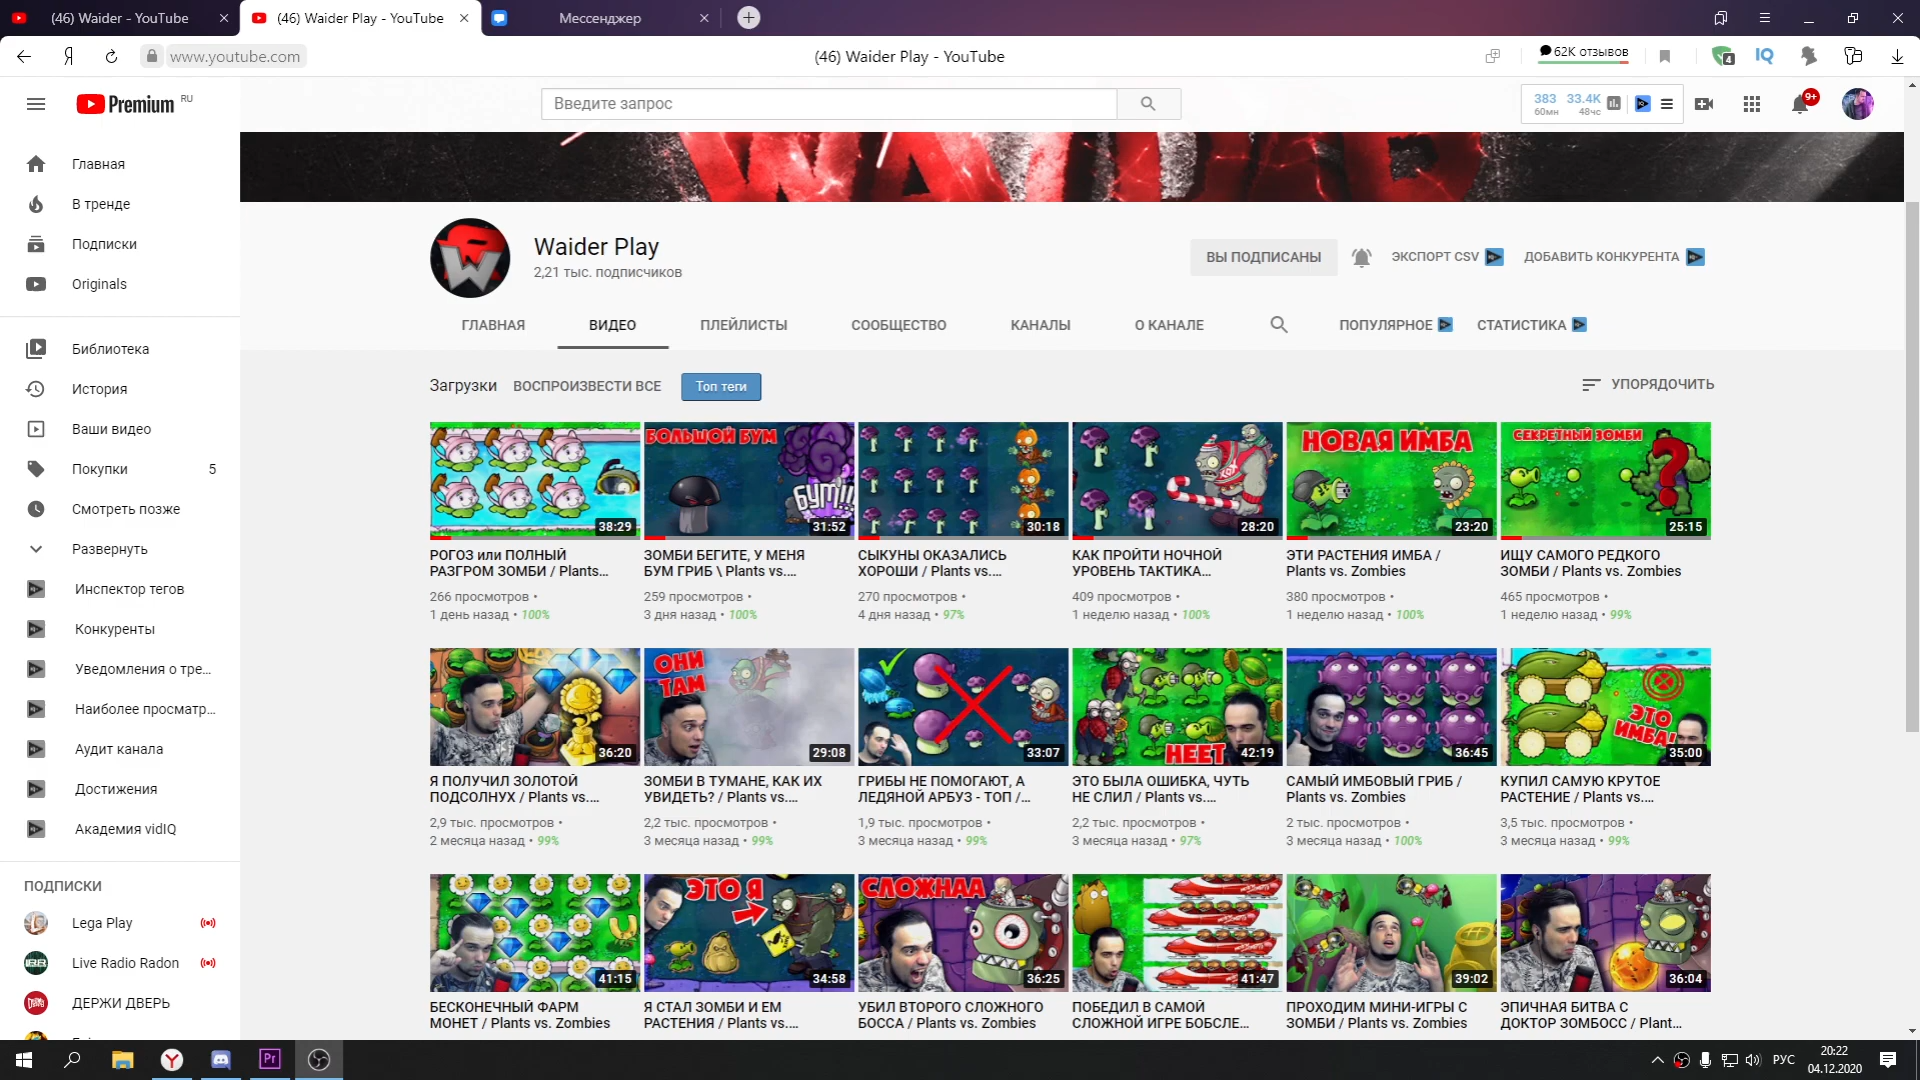 (46) Waider - YouTube
(46) Waider Play - YouTube
Мессенджер
www.youtube.com
(46) Waider Play - YouTube
62K отзывов
4
IQ
Premium RU
Введите запрос
383 60мн
33.4K 48чс
9+
Главная
В тренде
Подписки
Originals
Библиотека
История
Ваши видео
Покупки 5
Смотреть позже
Развернуть
Инспектор тегов
Конкуренты
Уведомления о тре...
Наиболее просматр...
Аудит канала
Достижения
Академия vidIQ
ПОДПИСКИ
Lega Play
Live Radio Radon
ДЕРЖИ ДВЕРЬ
Waider Play
2,21 тыс. подписчиков
ВЫ ПОДПИСАНЫ
ЭКСПОРТ CSV
ДОБАВИТЬ КОНКУРЕНТА
ГЛАВНАЯ
ВИДЕО
ПЛЕЙЛИСТЫ
СООБЩЕСТВО
КАНАЛЫ
О КАНАЛЕ
ПОПУЛЯРНОЕ
СТАТИСТИКА
Загрузки
ВОСПРОИЗВЕСТИ ВСЕ
Топ теги
УПОРЯДОЧИТЬ
38:29
РОГОЗ или ПОЛНЫЙ
РАЗГРОМ ЗОМБИ / Plants...
266 просмотров •
1 день назад • 100%
БОЛЬШОЙ БУМ
БУМ!!!
31:52
ЗОМБИ БЕГИТЕ, У МЕНЯ
БУМ ГРИБ \ Plants vs....
259 просмотров •
3 дня назад • 100%
30:18
СЫКУНЫ ОКАЗАЛИСЬ
ХОРОШИ / Plants vs....
270 просмотров •
4 дня назад • 97%
28:20
КАК ПРОЙТИ НОЧНОЙ
УРОВЕНЬ ТАКТИКА...
409 просмотров •
1 неделю назад • 100%
НОВАЯ ИМБА
23:20
ЭТИ РАСТЕНИЯ ИМБА /
Plants vs. Zombies
380 просмотров •
1 неделю назад • 100%
СЕКРЕТНЫЙ ЗОМБИ
?
25:15
ИЩУ САМОГО РЕДКОГО
ЗОМБИ / Plants vs. Zombies
465 просмотров •
1 неделю назад • 99%
36:20
Я ПОЛУЧИЛ ЗОЛОТОЙ
ПОДСОЛНУХ / Plants vs....
2,9 тыс. просмотров •
2 месяца назад • 99%
ОНИ
ТАМ
29:08
ЗОМБИ В ТУМАНЕ, КАК ИХ
УВИДЕТЬ? / Plants vs....
2,2 тыс. просмотров •
3 месяца назад • 99%
33:07
ГРИБЫ НЕ ПОМОГАЮТ, А
ЛЕДЯНОЙ АРБУЗ - ТОП /...
1,9 тыс. просмотров •
3 месяца назад • 99%
НЕЕТ
42:19
ЭТО БЫЛА ОШИБКА, ЧУТЬ
НЕ СЛИЛ / Plants vs....
2,2 тыс. просмотров •
3 месяца назад • 97%
36:45
САМЫЙ ИМБОВЫЙ ГРИБ /
Plants vs. Zombies
2 тыс. просмотров •
3 месяца назад • 100%
ЭТО
ИМБА!
35:00
КУПИЛ САМУЮ КРУТОЕ
РАСТЕНИЕ / Plants vs....
3,5 тыс. просмотров •
3 месяца назад • 99%
41:15
БЕСКОНЕЧНЫЙ ФАРМ
МОНЕТ / Plants vs. Zombies
ЭТО Я
34:58
Я СТАЛ ЗОМБИ И ЕМ
РАСТЕНИЯ / Plants vs....
СЛОЖНАА
36:25
УБИЛ ВТОРОГО СЛОЖНОГО
БОССА / Plants vs. Zombies
41:47
ПОБЕДИЛ В САМОЙ
СЛОЖНОЙ ИГРЕ БОБСЛЕ...
39:02
ПРОХОДИМ МИНИ-ИГРЫ С
ЗОМБИ / Plants vs. Zombies
36:04
ЭПИЧНАЯ БИТВА С
ДОКТОР ЗОМБОСС / Plant...
Pr
РУС
20:22
04.12.2020